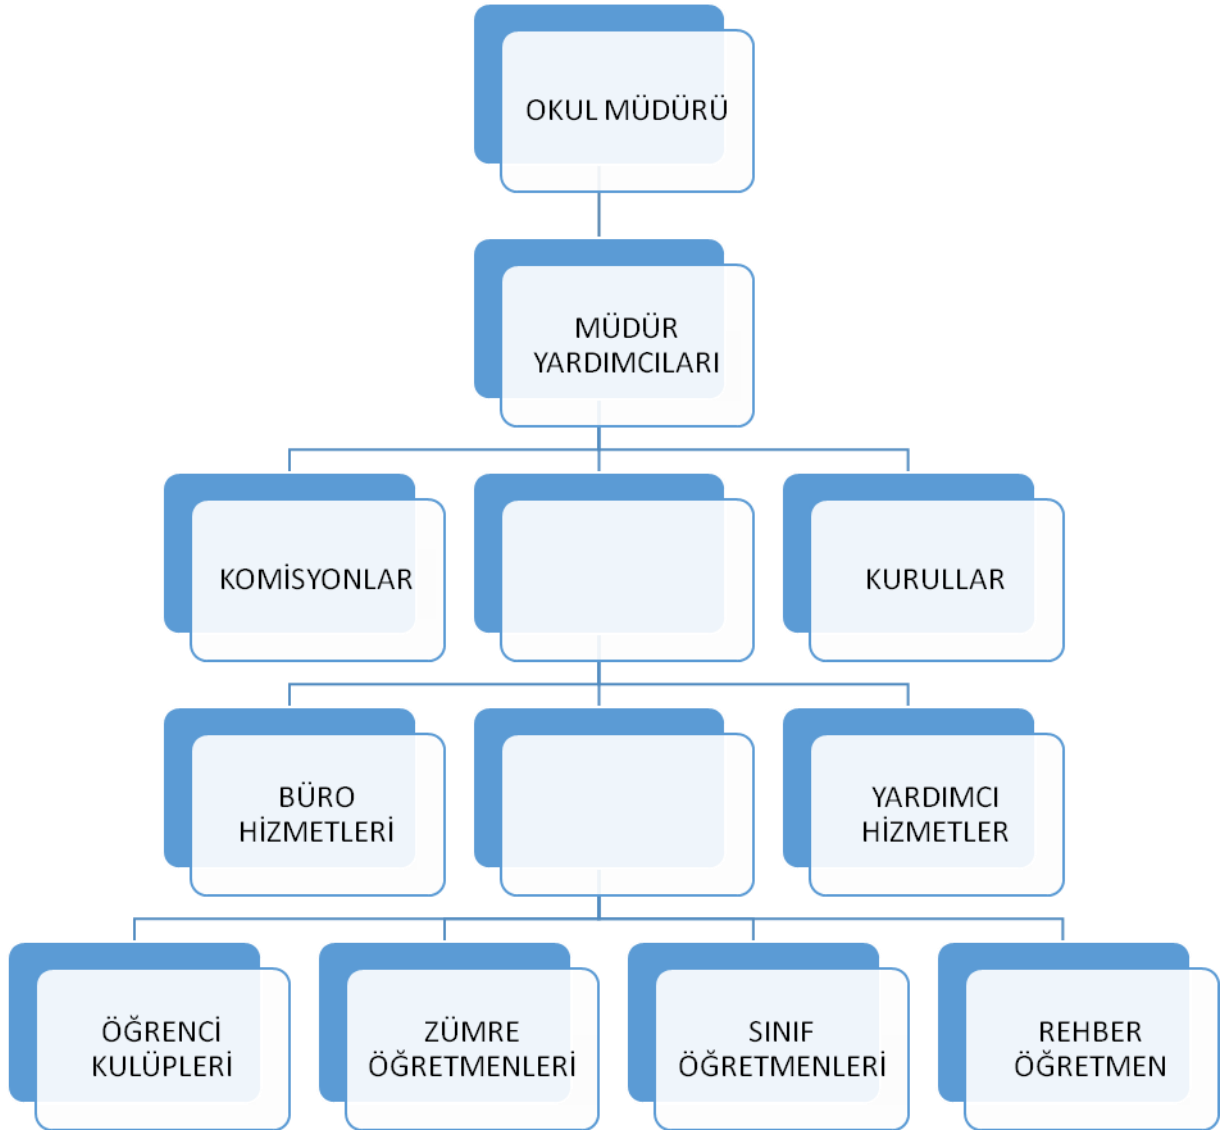 OKUL MÜDÜRÜ
MÜDÜR
YARDIMCILARI
KOMİSYONLAR
KURULLAR
BÜRO
HİZMETLERİ
YARDIMCI
HİZMETLER
ÖĞRENCİ
KULÜPLERİ
ZÜMRE
ÖĞRETMENLERİ
SINIF
ÖĞRETMENLERİ
REHBER
ÖĞRETMEN